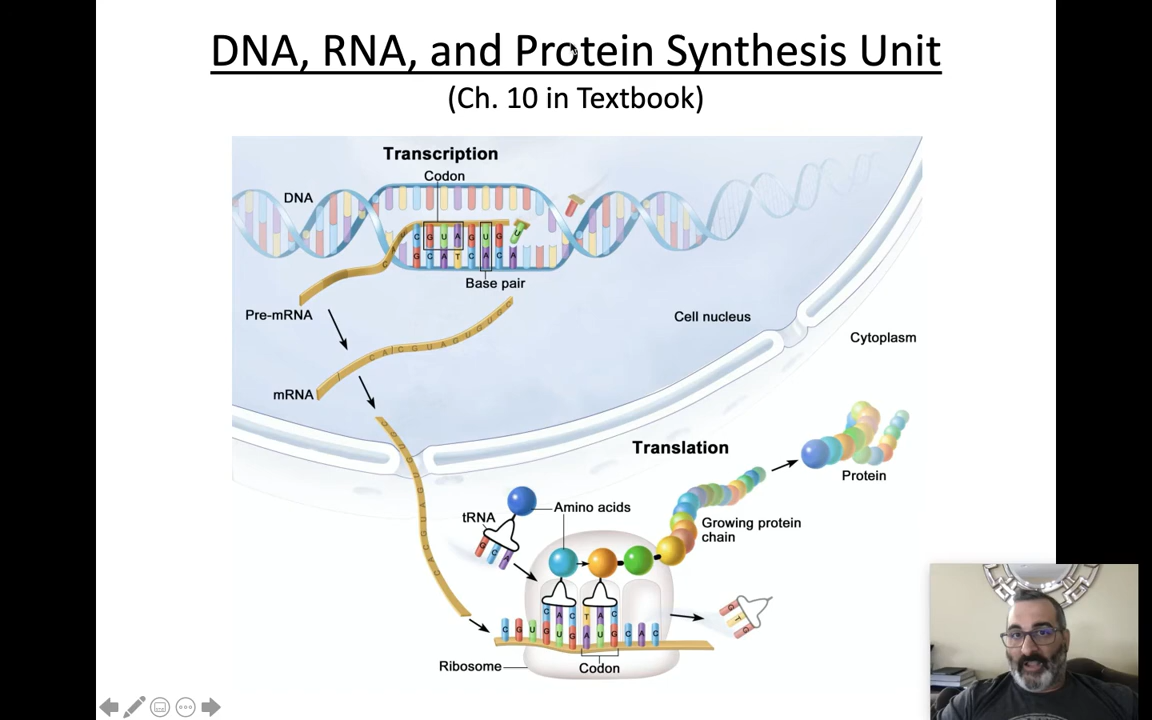 DNA, RNA, and Protein Synthesis Unit
(Ch. 10 in Textbook)
Transcription
Codon
DNA
C G U A G U G U
G C A T C A C A
Base pair
Pre-mRNA
Cell nucleus
Cytoplasm
C A C G U A G U G U G C
mRNA
Translation
Protein
Amino acids
tRNA
Growing protein
chain
G C A
C A C T A C
C G U G U G A U G C A C
Ribosome
Codon